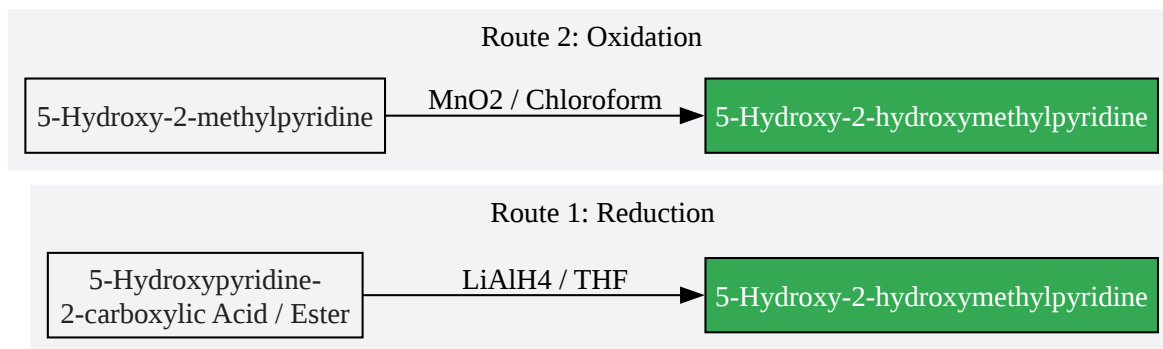 Route 2: Oxidation
5-Hydroxy-2-methylpyridine
MnO2 / Chloroform
5-Hydroxy-2-hydroxymethylpyridine
Route 1: Reduction
5-Hydroxypyridine-
2-carboxylic Acid / Ester
LiAlH4 / THF
5-Hydroxy-2-hydroxymethylpyridine